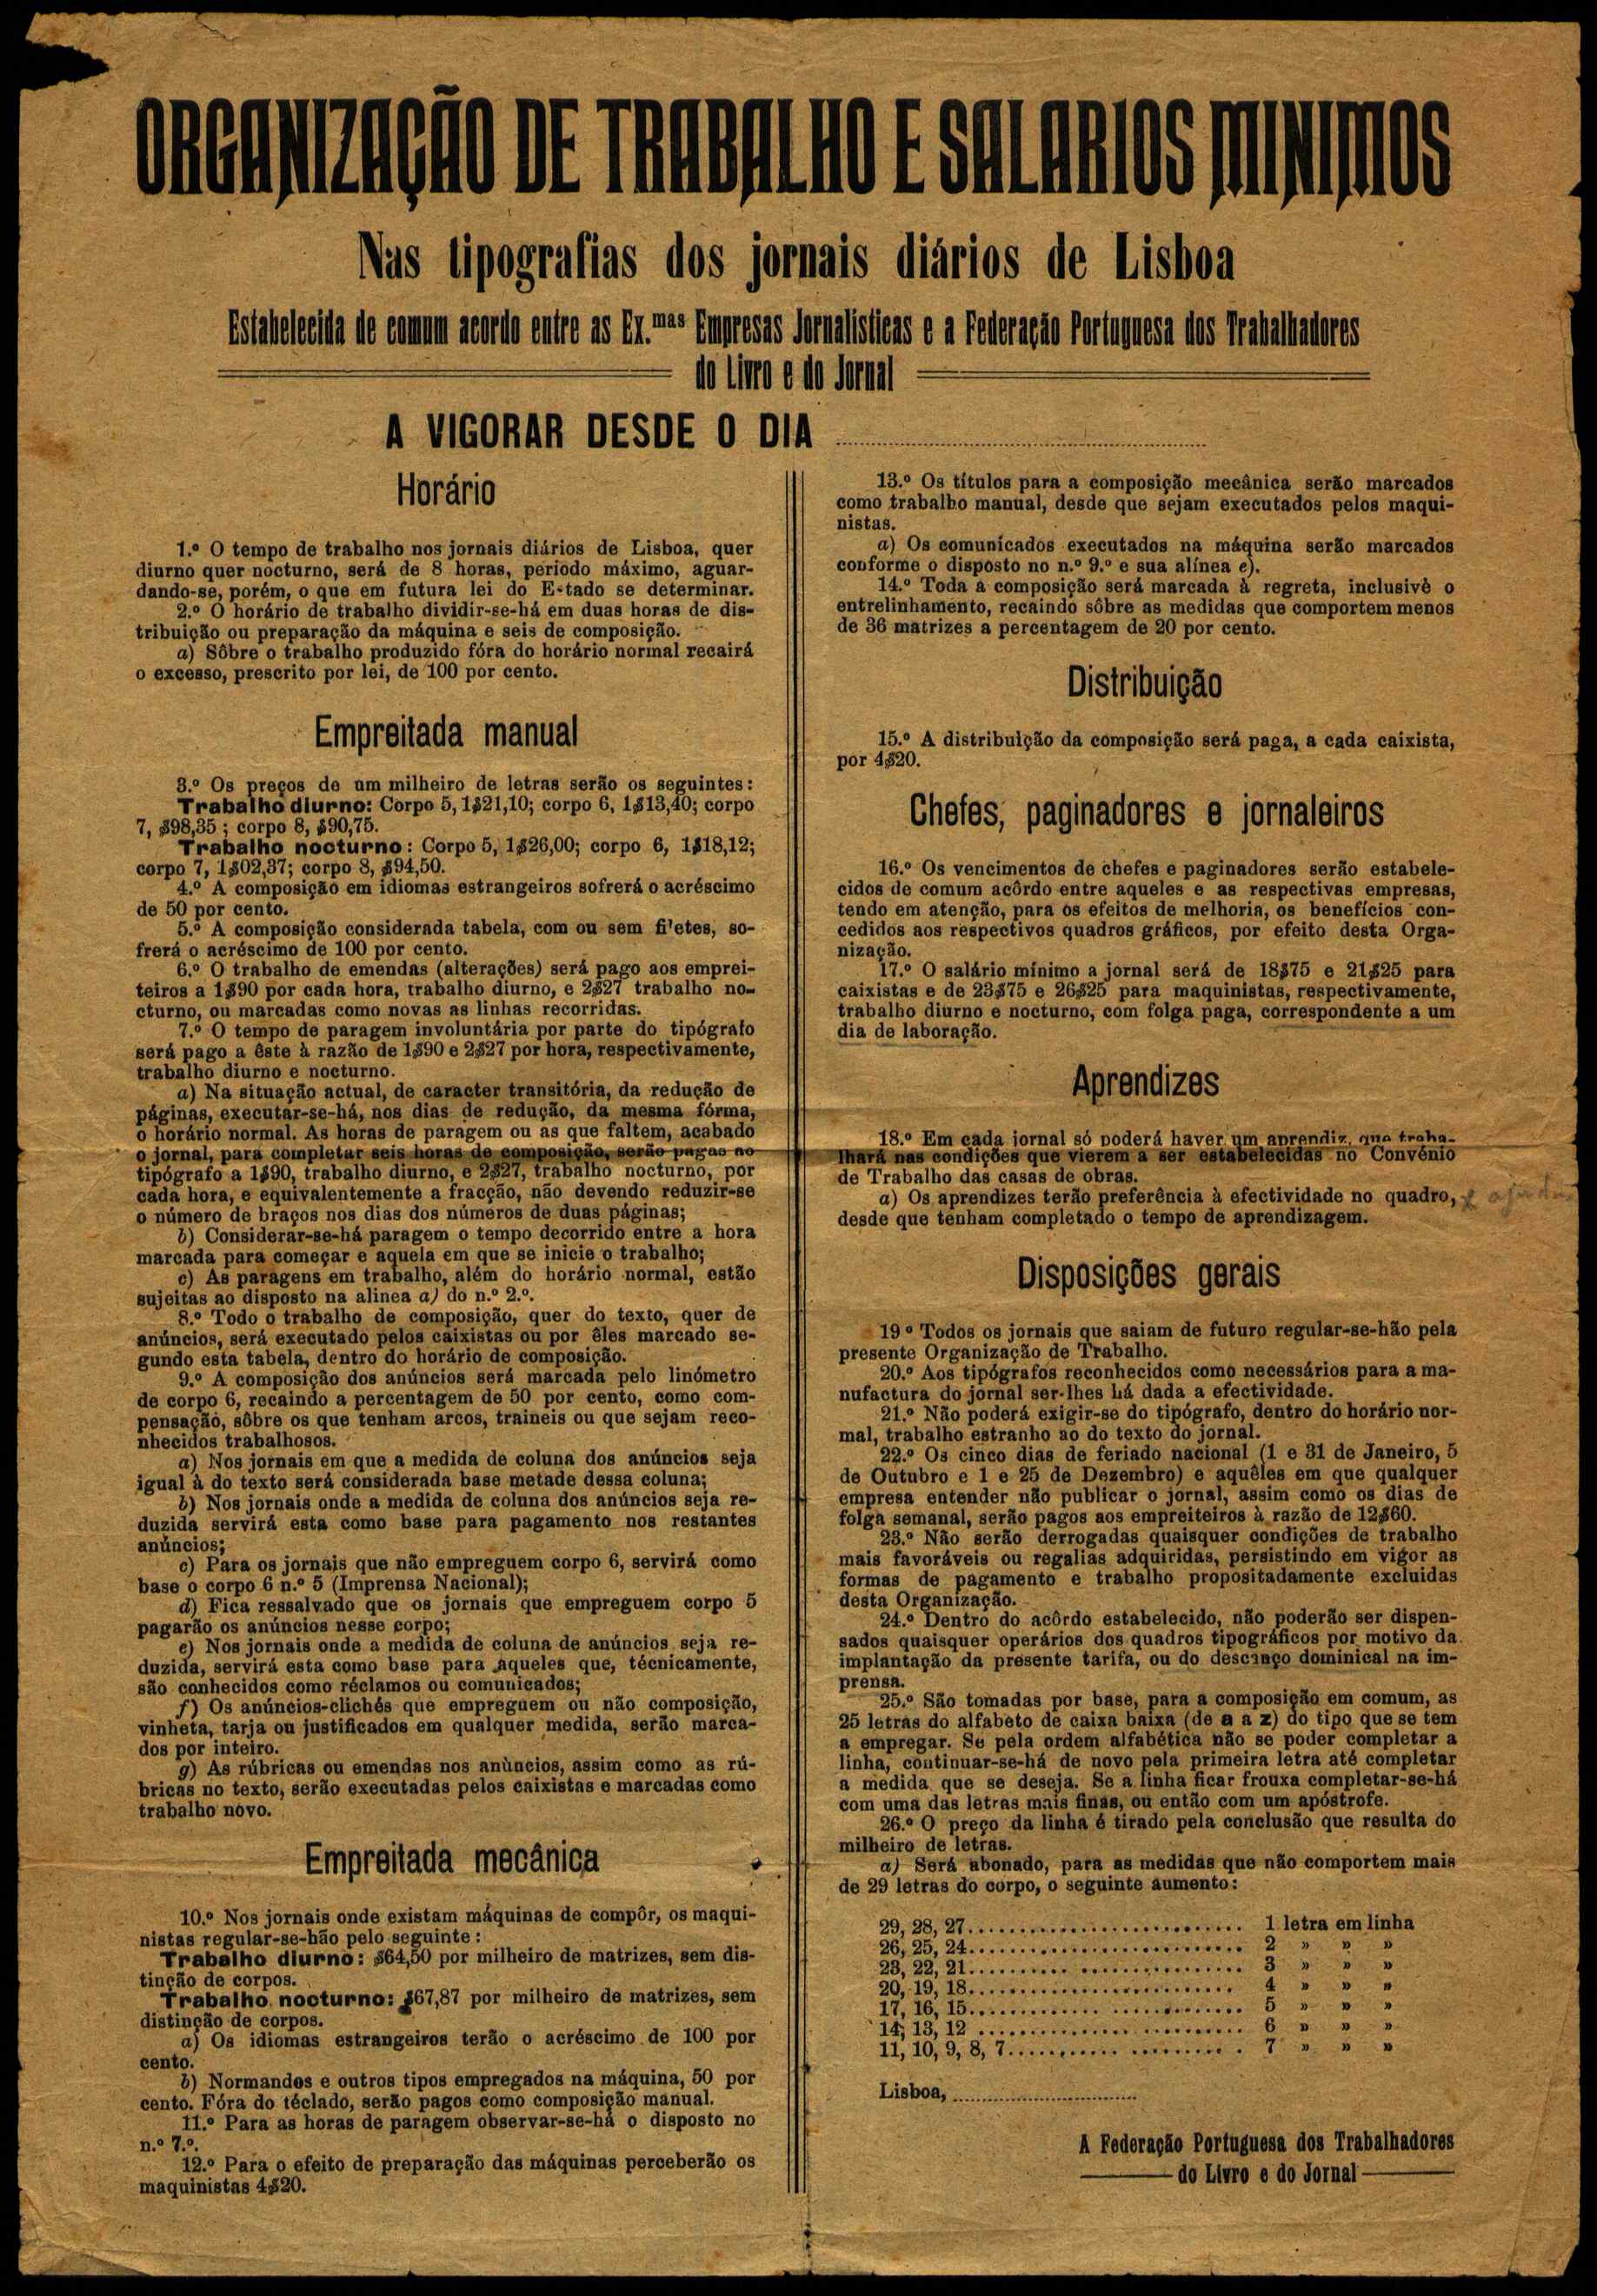 ORGANIZAÇÃO DE TRABALHO E SALARIOS MINIMOS
Nas tipografias dos jornais diários de Lisboa
Estabelecida de comum acordo entre as Ex.mas Empresas Jornalisticas e a Federação Portuguesa dos Trabalhadores
do Livro e do Jornal
A VIGORAR DESDE O DIA ........................
Horário
1.º O tempo de trabalho nos jornais diários de Lisboa, quer
diurno quer nocturno, será de 8 horas, periodo máximo, aguar-
dando-se, porém, o que em futura lei do Estado se determinar.
2.º O horário de trabalho dividir-se-há em duas horas de dis-
tribuição ou preparação da máquina e seis de composição.
a) Sôbre o trabalho produzido fóra do horário normal recairá
o excesso, prescrito por lei, de 100 por cento.
Empreitada manual
3.º Os preços de um milheiro de letras serão os seguintes:
Trabalho diurno: Corpo 5, 1$21,10; corpo 6, 1$13,40; corpo
7, $98,35; corpo 8, $90,75.
Trabalho nocturno: Corpo 5, 1$26,00; corpo 6, 1$18,12;
corpo 7, 1$02,37; corpo 8, $94,50.
4.º A composição em idiomas estrangeiros sofrerá o acréscimo
de 50 por cento.
5.º A composição considerada tabela, com ou sem fi'etes, so-
frerá o acréscimo de 100 por cento.
6.º O trabalho de emendas (alterações) será pago aos emprei-
teiros a 1$90 por cada hora, trabalho diurno, e 2$27 trabalho no-
cturno, ou marcadas como novas as linhas recorridas.
7.º O tempo de paragem involuntária por parte do tipógrafo
será pago a êste à razão de 1$90 e 2$27 por hora, respectivamente,
trabalho diurno e nocturno.
a) Na situação actual, de caracter transitória, da redução de
páginas, executar-se-há, nos dias de redução, da mesma fórma,
o horário normal. As horas de paragem ou as que faltem, acabado
o jornal, para completar seis horas de composição, serão pagas ao
tipógrafo a 1$90, trabalho diurno, e 2$27, trabalho nocturno, por
cada hora, e equivalentemente a fracção, não devendo reduzir-se
o número de braços nos dias dos números de duas páginas;
b) Considerar-se-há paragem o tempo decorrido entre a hora
marcada para começar e aquela em que se inicie o trabalho;
c) As paragens em trabalho, além do horário normal, estão
sujeitas ao disposto na alinea a) do n.º 2.º.
8.º Todo o trabalho de composição, quer do texto, quer de
anúncios, será executado pelos caixistas ou por êles marcado se-
gundo esta tabela, dentro do horário de composição.
9.º A composição dos anúncios será marcada pelo linómetro
de corpo 6, recaindo a percentagem de 50 por cento, como com-
pensação, sôbre os que tenham arcos, traineis ou que sejam reco-
nhecidos trabalhosos.
a) Nos jornais em que a medida de coluna dos anúncios seja
igual à do texto será considerada base metade dessa coluna;
b) Nos jornais onde a medida de coluna dos anúncios seja re-
duzida servirá esta como base para pagamento nos restantes
anúncios;
c) Para os jornais que não empreguem corpo 6, servirá como
base o corpo 6 n.º 5 (Imprensa Nacional);
d) Fica ressalvado que os jornais que empreguem corpo 5
pagarão os anúncios nesse corpo;
e) Nos jornais onde a medida de coluna de anúncios seja re-
duzida, servirá esta como base para aqueles que, técnicamente,
são conhecidos como réclamos ou comunicados;
f) Os anúncios-clichés que empreguem ou não composição,
vinheta, tarja ou justificados em qualquer medida, serão marca-
dos por inteiro.
g) As rúbricas ou emendas nos anùncios, assim como as rú-
bricas no texto, serão executadas pelos caixistas e marcadas como
trabalho novo.
Empreitada mecânica
10.º Nos jornais onde existam máquinas de compôr, os maqui-
nistas regular-se-hão pelo seguinte:
Trabalho diurno: $64,50 por milheiro de matrizes, sem dis-
tinção de corpos.
Trabalho nocturno: $67,87 por milheiro de matrizes, sem
distinção de corpos.
a) Os idiomas estrangeiros terão o acréscimo de 100 por
cento.
b) Normandos e outros tipos empregados na máquina, 50 por
cento. Fóra do téclado, serão pagos como composição manual.
11.º Para as horas de paragem observar-se-há o disposto no
n.º 7.º.
12.º Para o efeito de preparação das máquinas perceberão os
maquinistas 4$20.
13.º Os títulos para a composição mecânica serão marcados
como trabalho manual, desde que sejam executados pelos maqui-
nistas.
a) Os comunicados executados na máquina serão marcados
conforme o disposto no n.º 9.º e sua alínea e).
14.º Toda a composição será marcada à regreta, inclusivè o
entrelinhamento, recaindo sôbre as medidas que comportem menos
de 36 matrizes a percentagem de 20 por cento.
Distribuição
15.º A distribuição da composição será paga, a cada caixista,
por 4$20.
Chefes, paginadores e jornaleiros
16.º Os vencimentos de chefes e paginadores serão estabele-
cidos de comum acôrdo entre aqueles e as respectivas empresas,
tendo em atenção, para os efeitos de melhoria, os benefícios con-
cedidos aos respectivos quadros gráficos, por efeito desta Orga-
nização.
17.º O salário mínimo a jornal será de 18$75 e 21$25 para
caixistas e de 23$75 e 26$25 para maquinistas, respectivamente,
trabalho diurno e nocturno, com folga paga, correspondente a um
dia de laboração.
Aprendizes
18.º Em cada jornal só poderá haver um aprendiz, que traba-
lhará nas condições que vierem a ser estabelecidas no Convénio
de Trabalho das casas de obras.
a) Os aprendizes terão preferência à efectividade no quadro,
desde que tenham completado o tempo de aprendizagem.
Disposições gerais
19 º Todos os jornais que saiam de futuro regular-se-hão pela
presente Organização de Trabalho.
20.º Aos tipógrafos reconhecidos como necessários para a ma-
nufactura do jornal ser-lhes há dada a efectividade.
21.º Não poderá exigir-se do tipógrafo, dentro do horário nor-
mal, trabalho estranho ao do texto do jornal.
22.º Os cinco dias de feriado nacional (1 e 31 de Janeiro, 5
de Outubro e 1 e 25 de Dezembro) e aquêles em que qualquer
empresa entender não publicar o jornal, assim como os dias de
folga semanal, serão pagos aos empreiteiros à razão de 12$60.
23.º Não serão derrogadas quaisquer condições de trabalho
mais favoráveis ou regalias adquiridas, persistindo em vigor as
formas de pagamento e trabalho propositadamente excluidas
desta Organização.
24.º Dentro do acôrdo estabelecido, não poderão ser dispen-
sados quaisquer operários dos quadros tipográficos por motivo da
implantação da presente tarifa, ou do descanço dominical na im-
prensa.
25.º São tomadas por base, para a composição em comum, as
25 letras do alfabeto de caixa baixa (de a a z) do tipo que se tem
a empregar. Se pela ordem alfabética não se poder completar a
linha, continuar-se-há de novo pela primeira letra até completar
a medida que se deseja. Se a linha ficar frouxa completar-se-há
com uma das letras mais finas, ou então com um apóstrofe.
26.º O preço da linha é tirado pela conclusão que resulta do
milheiro de letras.
a) Será abonado, para as medidas que não comportem mais
de 29 letras do corpo, o seguinte aumento:
29, 28, 27........................ 1 letra em linha
26, 25, 24........................ 2 » » »
23, 22, 21........................ 3 » » »
20, 19, 18........................ 4 » » »
17, 16, 15........................ 5 » » »
14, 13, 12 ........................ 6 » » »
11, 10, 9, 8, 7........................ 7 » » »
Lisboa, ........................
A Federação Portuguesa dos Trabalhadores
do Livro e do Jornal